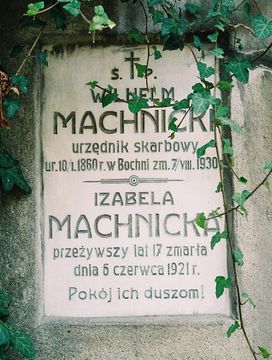 Ś. † P.
WILHELM
MACHNICKI
urzędnik skarbowy
ur. 10/I. 1860 r. w Bochni zm. 7/VIII. 1930
IZABELA
MACHNICKA
przeżywszy lat 17 zmarła
dnia 6 czerwca 1921 r.
Pokój ich duszom!